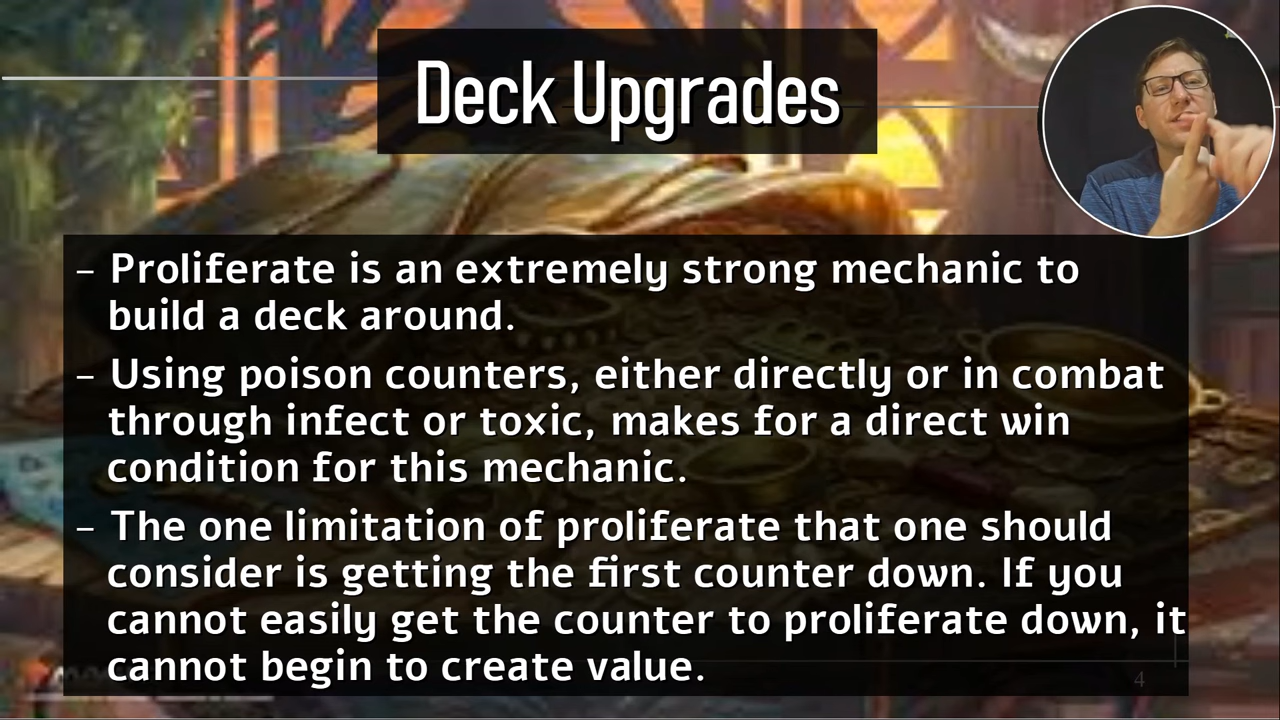 Deck Upgrades
– Proliferate is an extremely strong mechanic to
build a deck around.
– Using poison counters, either directly or in combat
through infect or toxic, makes for a direct win
condition for this mechanic.
– The one limitation of proliferate that one should
consider is getting the first counter down. If you
cannot easily get the counter to proliferate down, it
cannot begin to create value.
4